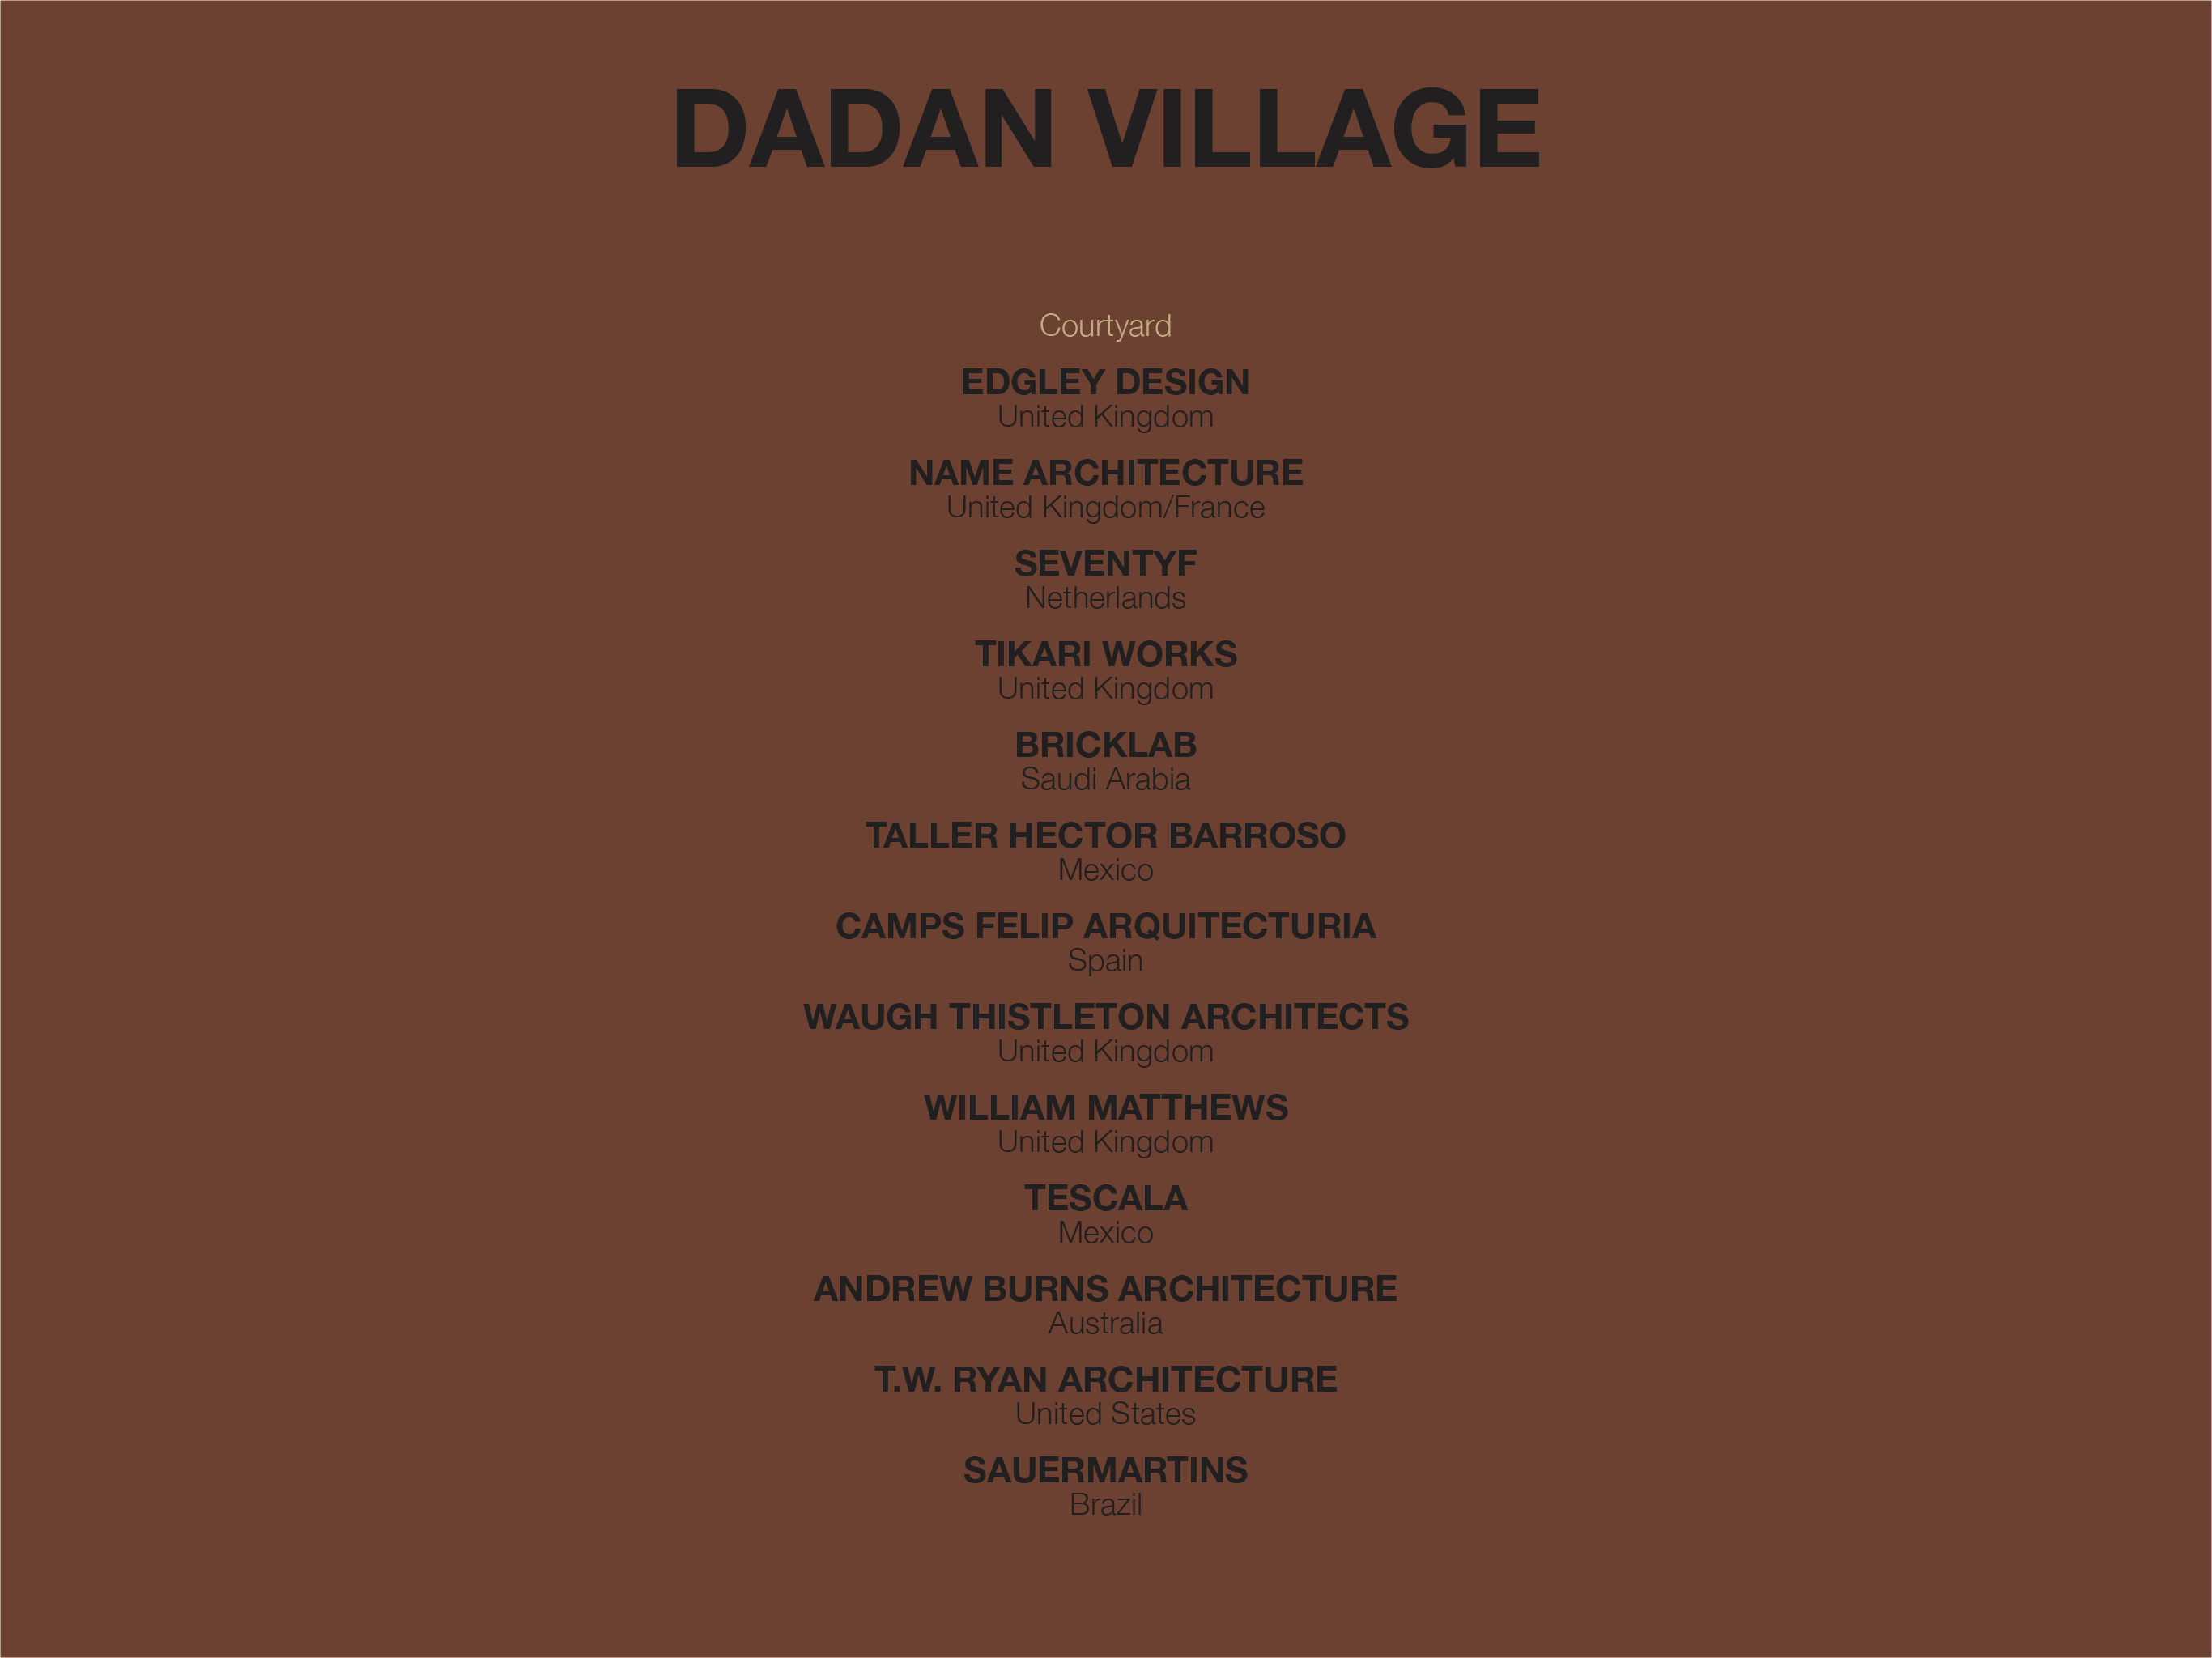 DADAN VILLAGE
Courtyard
EDGLEY DESIGN
United Kingdom
NAME ARCHITECTURE
United Kingdom/France
SEVENTYF
Netherlands
TIKARI WORKS
United Kingdom
BRICKLAB
Saudi Arabia
TALLER HECTOR BARROSO
Mexico
CAMPS FELIP ARQUITECTURIA
Spain
WAUGH THISTLETON ARCHITECTS
United Kingdom
WILLIAM MATTHEWS
United Kingdom
TESCALA
Mexico
ANDREW BURNS ARCHITECTURE
Australia
T.W. RYAN ARCHITECTURE
United States
SAUERMARTINS
Brazil